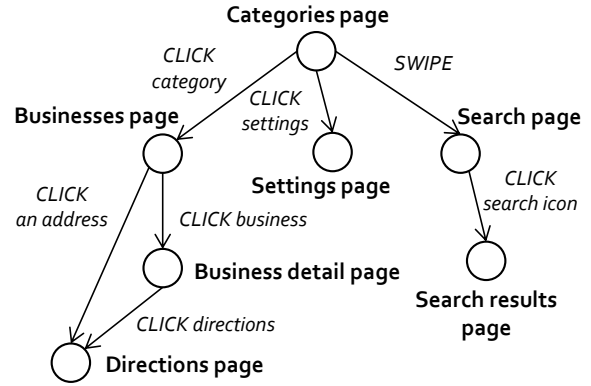 Categories page
CLICK
category
SWIPE
CLICK
settings
Businesses page
Search page
Settings page
CLICK
search icon
CLICK
an address
CLICK business
Business detail page
Search results
page
CLICK directions
Directions page